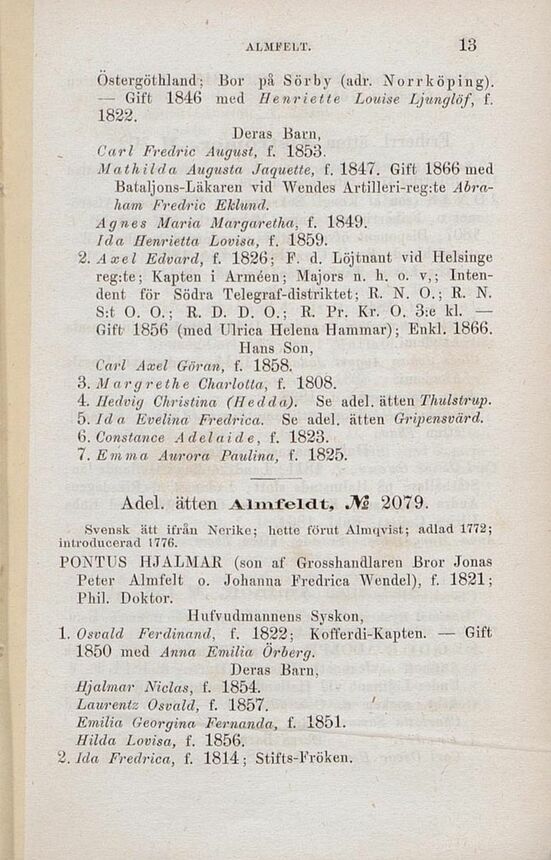 ALMFELT. 13
Östergöthland; Bor på Sörby (adr. Norrköping).
— Gift 1846 med Henriette Louise Ljunglöf, f.
1822.
Deras Barn,
Carl Fredric August, f. 1853.
Mathilda Augusta Jaquette, f. 1847. Gift 1866 med
Bataljons-Läkaren vid Wendes Artilleri-reg:te Abra-
ham Fredric Eklund.
Agnes Maria Margaretha, f. 1849.
Ida Henrietta Lovisa, f. 1859.
2. Axel Edvard, f. 1826; F. d. Löjtnant vid Helsinge
reg:te; Kapten i Arméen; Majors n. h. o. v,; Inten-
dent för Södra Telegraf-distriktet; R. N. O.; R. N.
S:t O. O.; R. D. D. O.; R. Pr. Kr. O. 3:e kl. —
Gift 1856 (med Ulrica Helena Hammar); Enkl. 1866.
Hans Son,
Carl Axel Göran, f. 1858.
3. Margrethe Charlotta, f. 1808.
4. Hedvig Christina (Hedda). Se adel. ätten Thulstrup.
5. Ida Evelina Fredrica. Se adel. ätten Gripensvärd.
6. Constance Adelaide, f. 1823.
7. Emma Aurora Paulina, f. 1825.
Adel. ätten Almfeldt, № 2079.
Svensk ätt ifrån Nerike; hette förut Almqvist; adlad 1772;
introducerad 1776.
PONTUS HJALMAR (son af Grosshandlaren Bror Jonas
Peter Almfelt o. Johanna Fredrica Wendel), f. 1821;
Phil. Doktor.
Hufvudmannens Syskon,
1. Osvald Ferdinand, f. 1822; Kofferdi-Kapten. — Gift
1850 med Anna Emilia Örberg.
Deras Barn,
Hjalmar Niclas, f. 1854.
Laurentz Osvald, f. 1857.
Emilia Georgina Fernanda, f. 1851.
Hilda Lovisa, f. 1856.
2. Ida Fredrica, f. 1814; Stifts-Fröken.